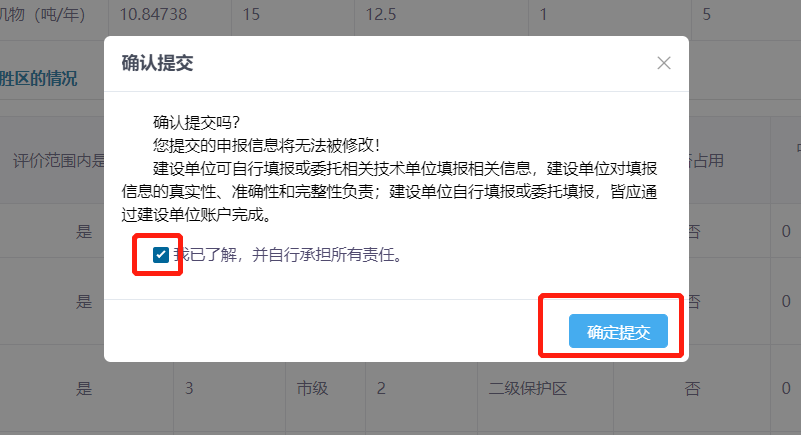 机物（吨/年） 10.84738 15 12.5 1 5
确认提交
胜区的情况
确认提交吗？
您提交的申报信息将无法被修改！
评价范围内是 否占用
建设单位可自行填报或委托相关技术单位填报相关信息，建设单位对填报
信息的真实性、准确性和完整性负责；建设单位自行填报或委托填报，皆应通
过建设单位账户完成。
是 否 0
我已了解，并自行承担所有责任。
是 否 0
确定提交
是 3 市级 2 二级保护区 否 0